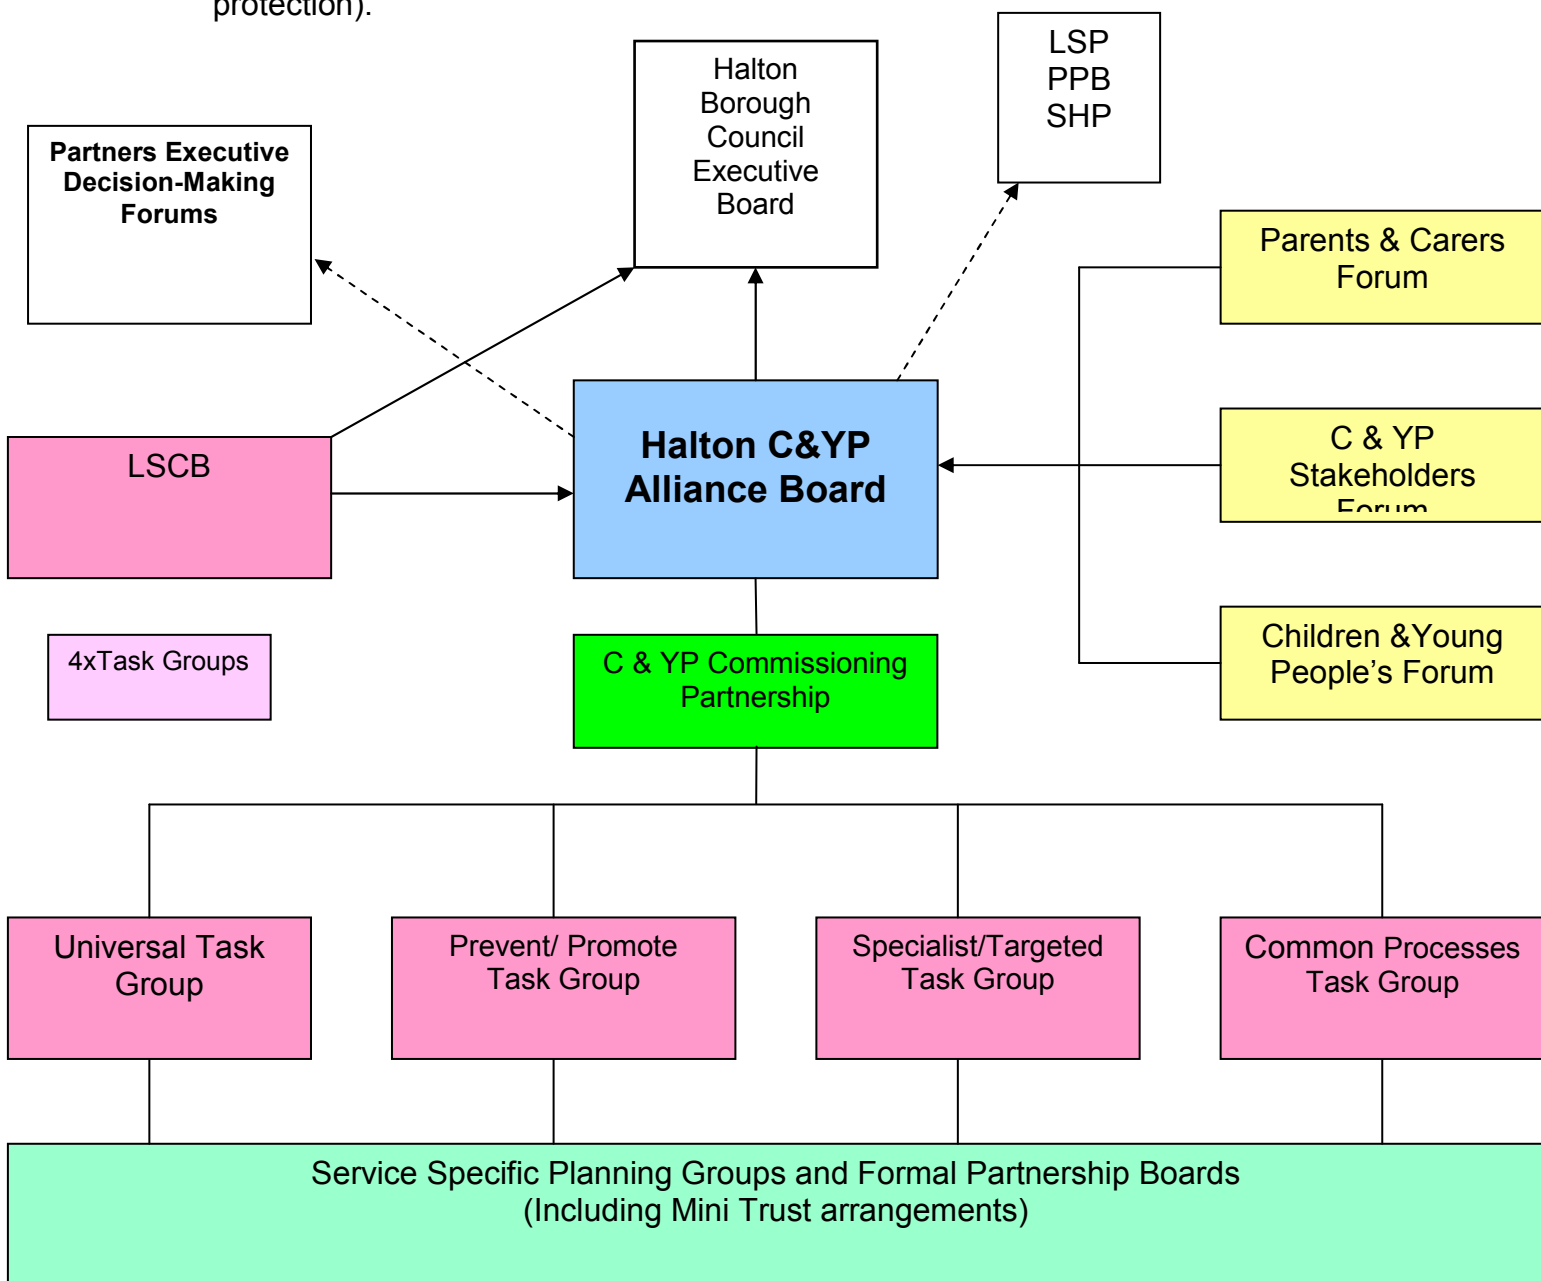 protection).
LSP
PPB
SHP
Halton
Borough
Council
Executive
Board
Partners Executive
Decision-Making
Forums
Parents & Carers
Forum
LSCB
Halton C&YP
Alliance Board
C & YP
Stakeholders
Forum
4xTask Groups
C & YP Commissioning
Partnership
Children &Young
People’s Forum
Universal Task
Group
Prevent/ Promote
Task Group
Specialist/Targeted
Task Group
Common Processes
Task Group
Service Specific Planning Groups and Formal Partnership Boards
(Including Mini Trust arrangements)